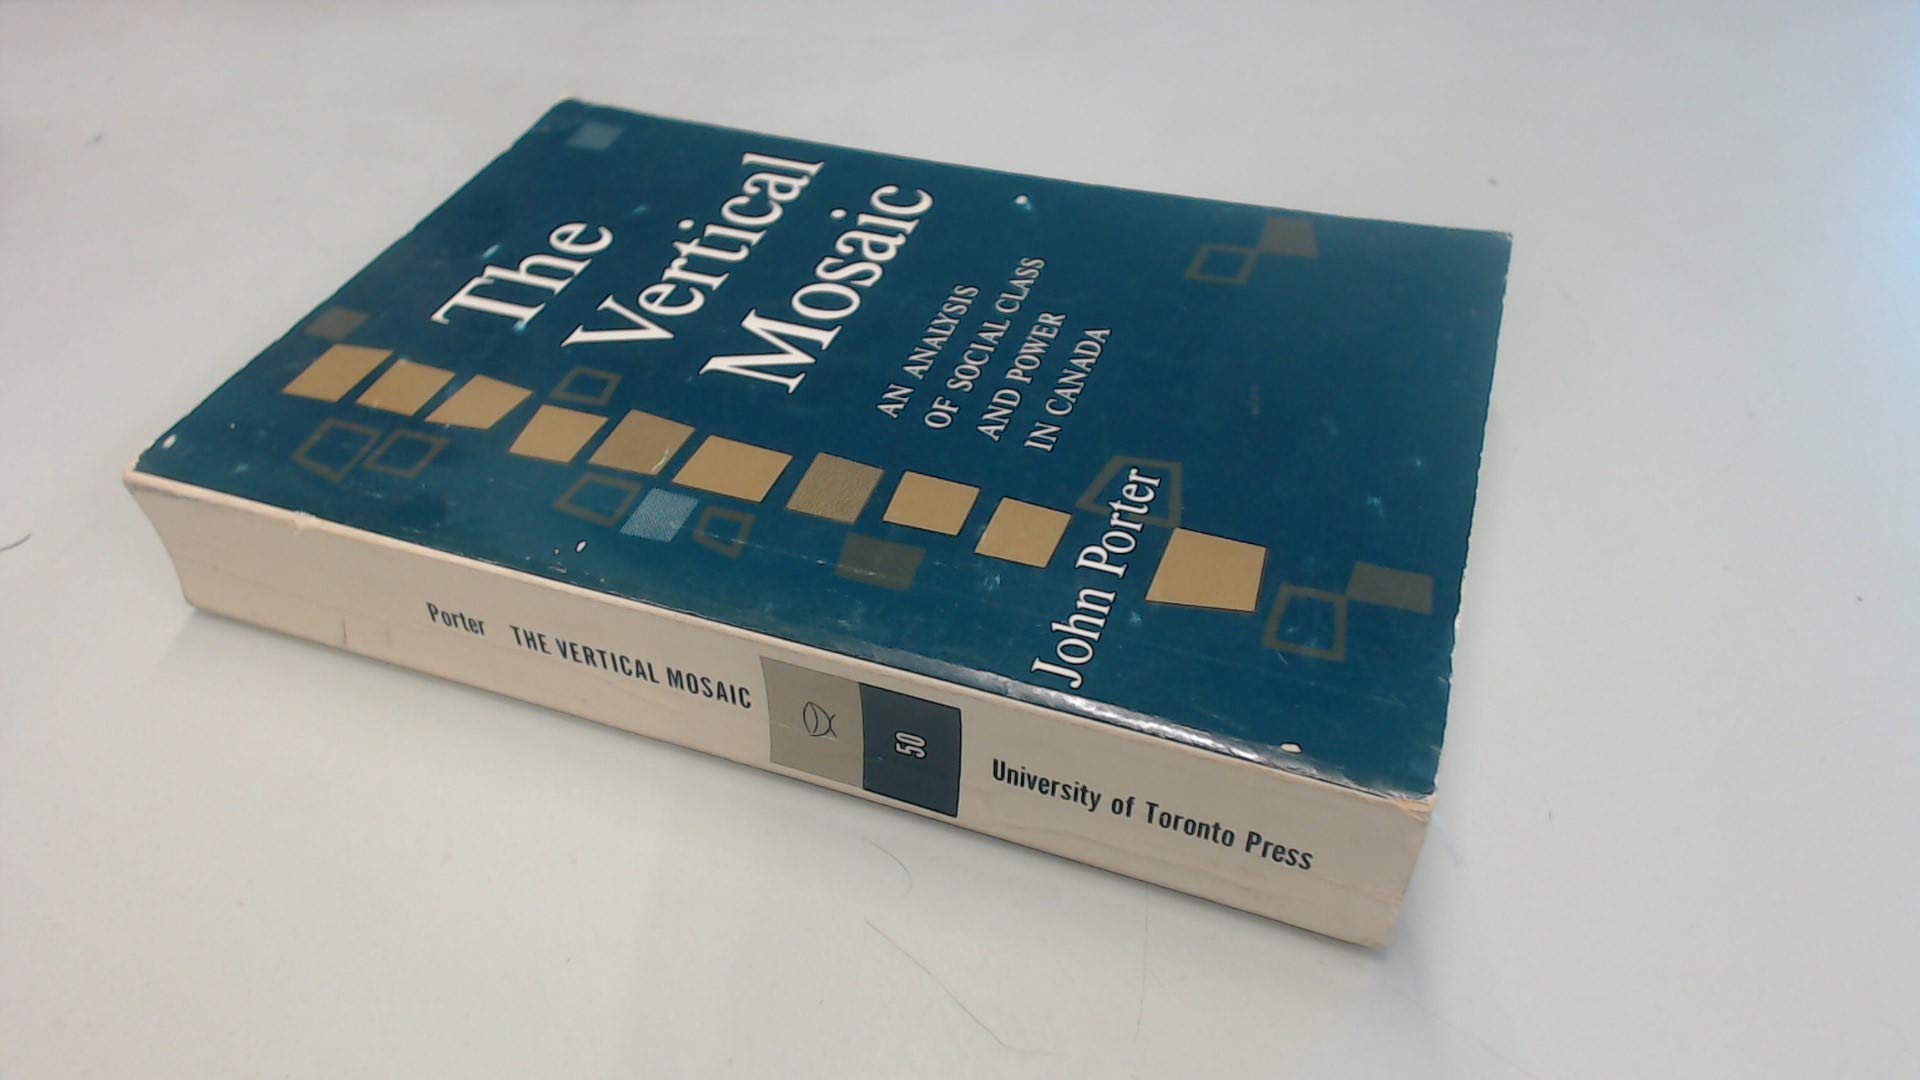 The
Vertical
Mosaic
AN ANALYSIS
OF SOCIAL CLASS
AND POWER
IN CANADA
John Porter
Porter THE VERTICAL MOSAIC
50
University of Toronto Press